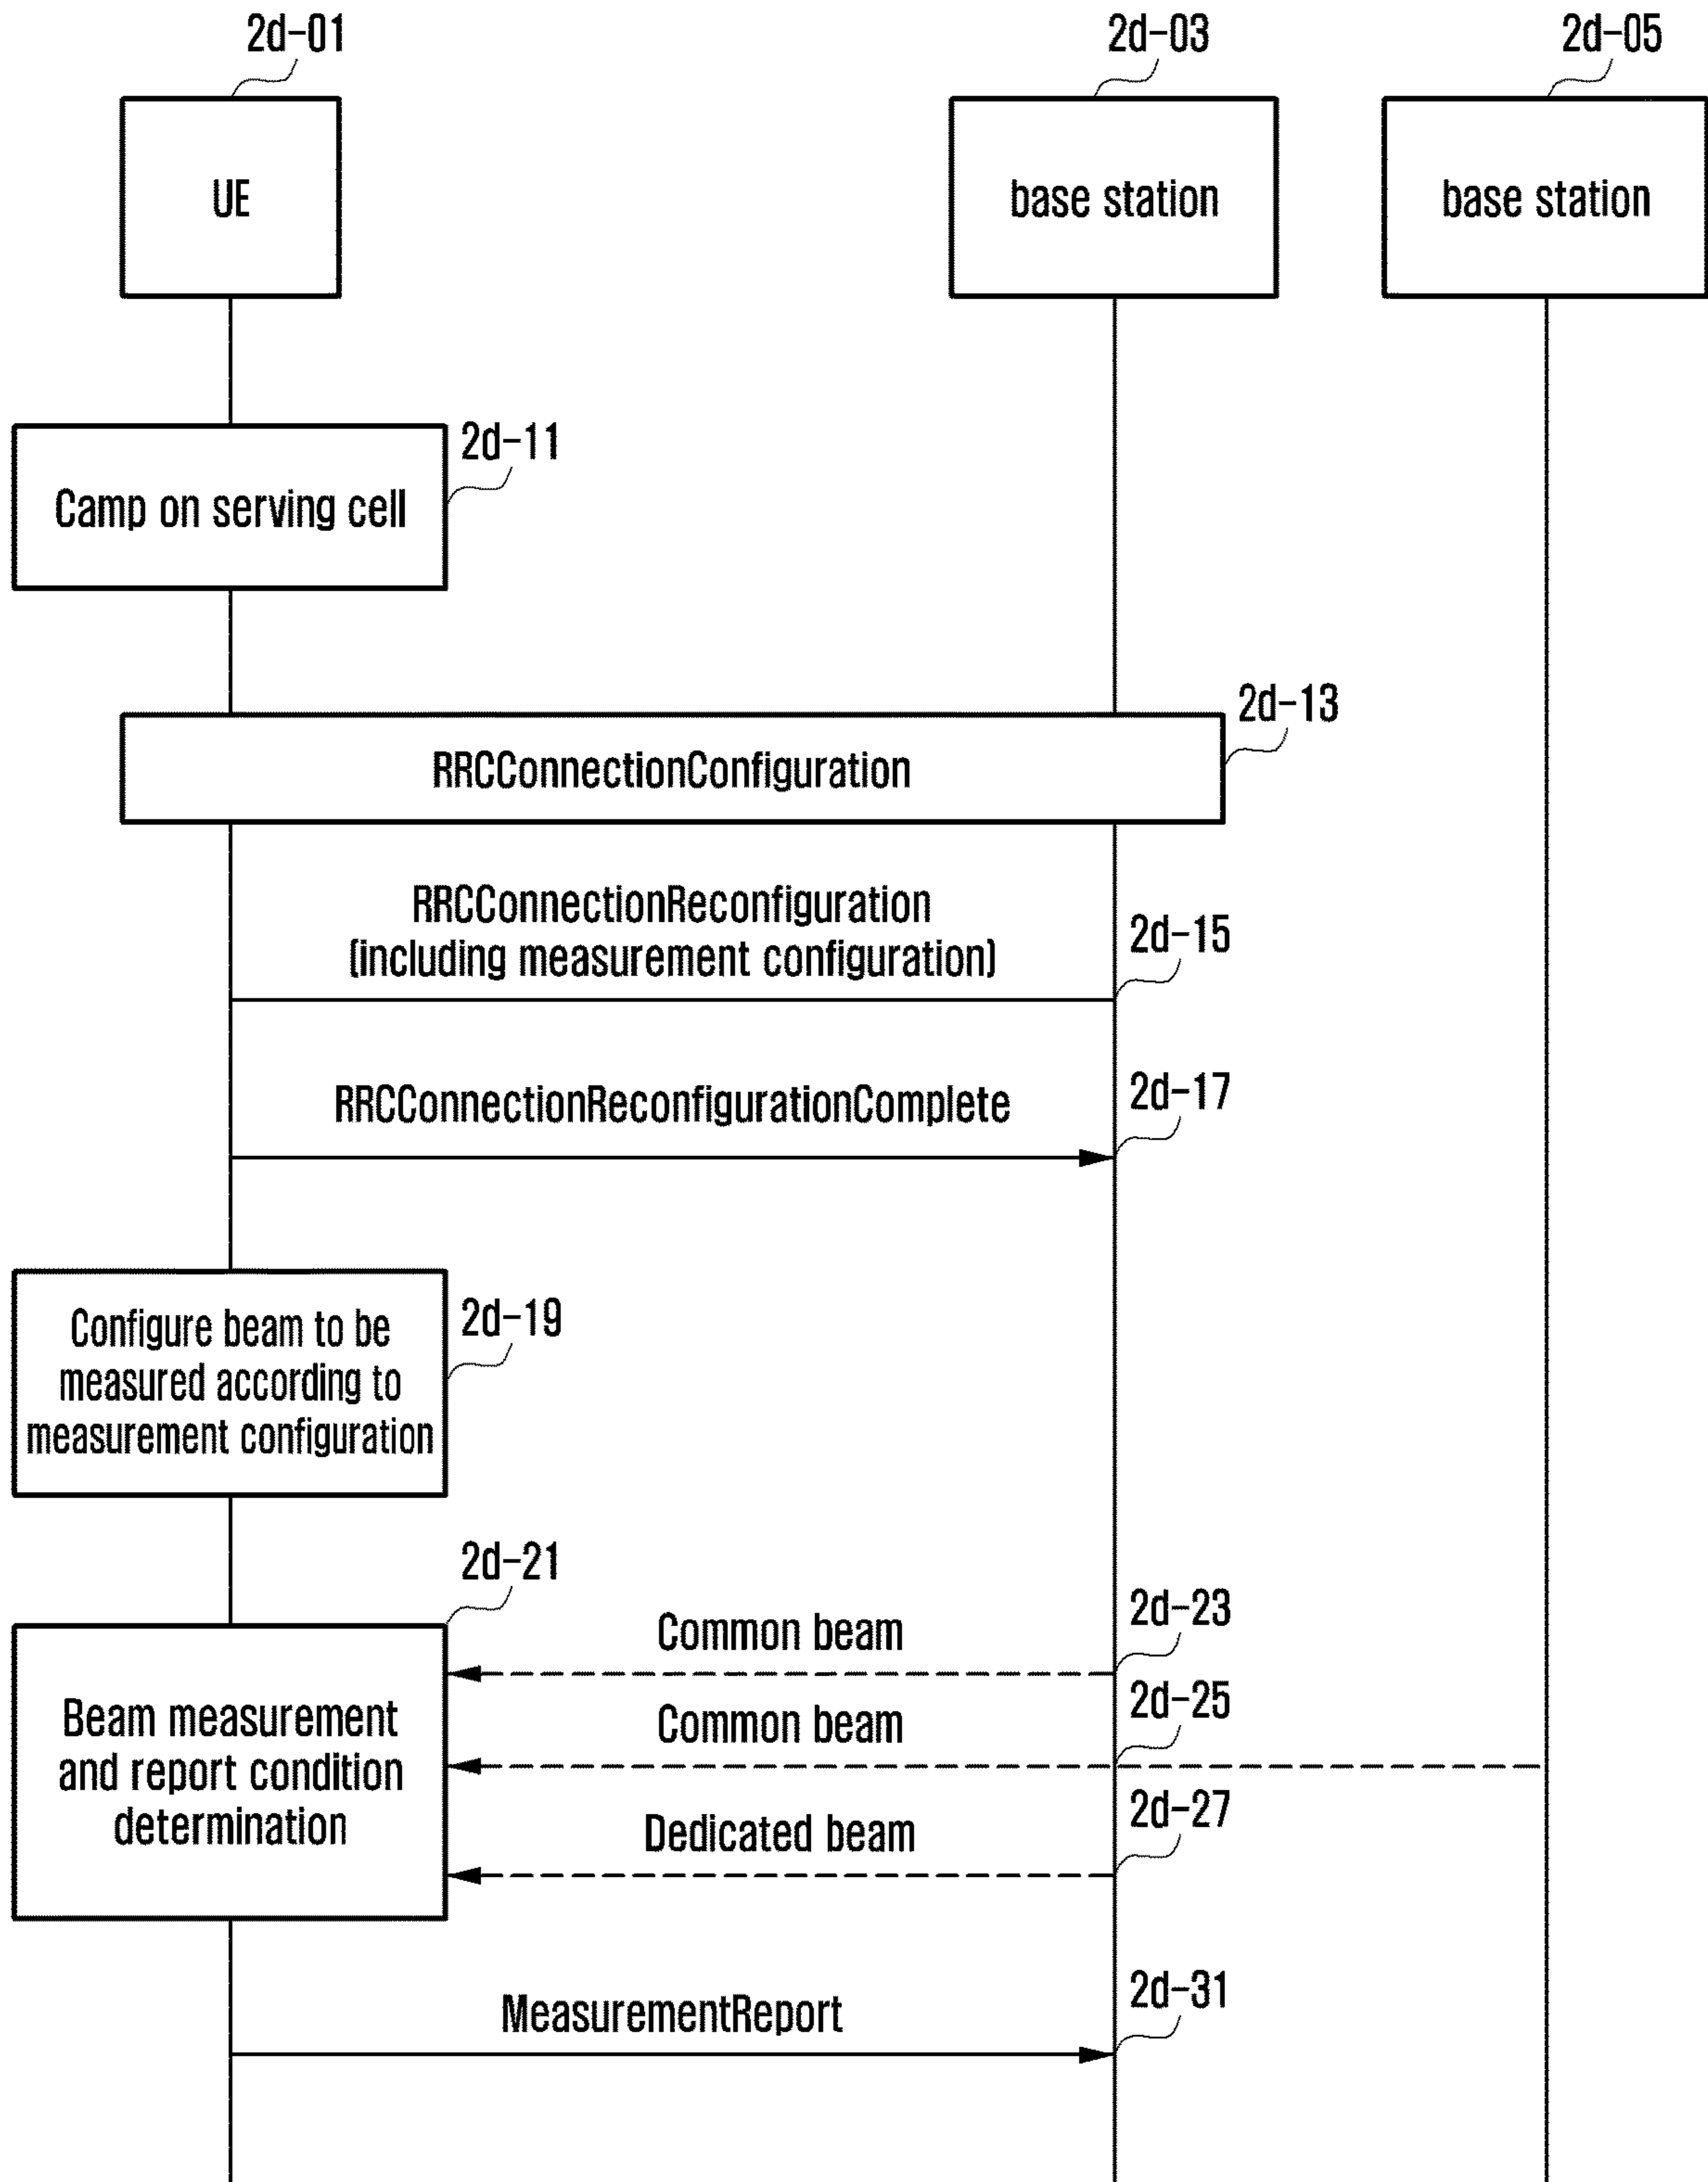 2d-01
2d-03
2d-05
UE
base station
base station
2d-11
Camp on serving cell
2d-13
RRCConnectionConfiguration
RRCConnectionReconfiguration
(including measurement configuration)
2d-15
RRCConnectionReconfigurationComplete
2d-17
Configure beam to be
measured according to
measurement configuration
2d-19
2d-21
Beam measurement
and report condition
determination
Common beam
2d-23
Common beam
2d-25
Dedicated beam
2d-27
MeasurementReport
2d-31